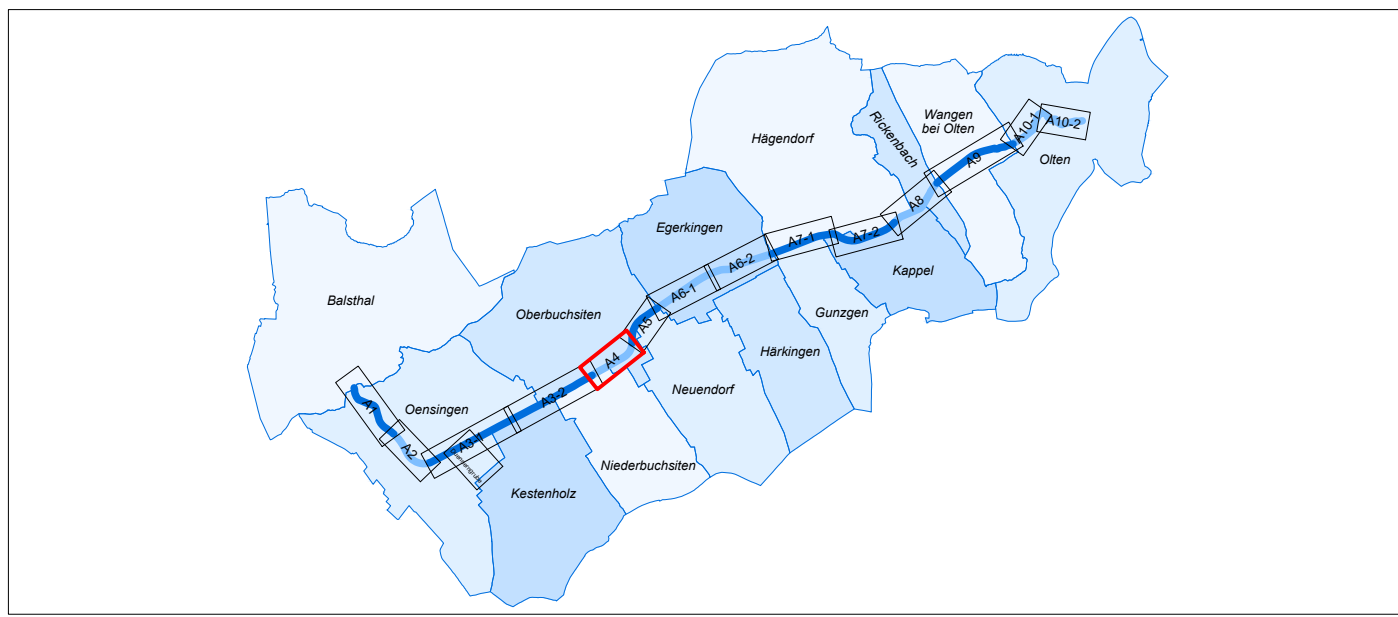 Hägendorf
Rickenbach
Wangen
bei Olten
A10-1
A10-2
Olten
A9
A8
Egerkingen
A7-1
A7-2
A6-2
A6-1
Kappel
Balsthal
Oberbuchsiten
A5
Gunzgen
A4
Härkingen
Neuendorf
A3-2
A1
Oensingen
A2
A3-1
Niederbuchsiten
Kestenholz